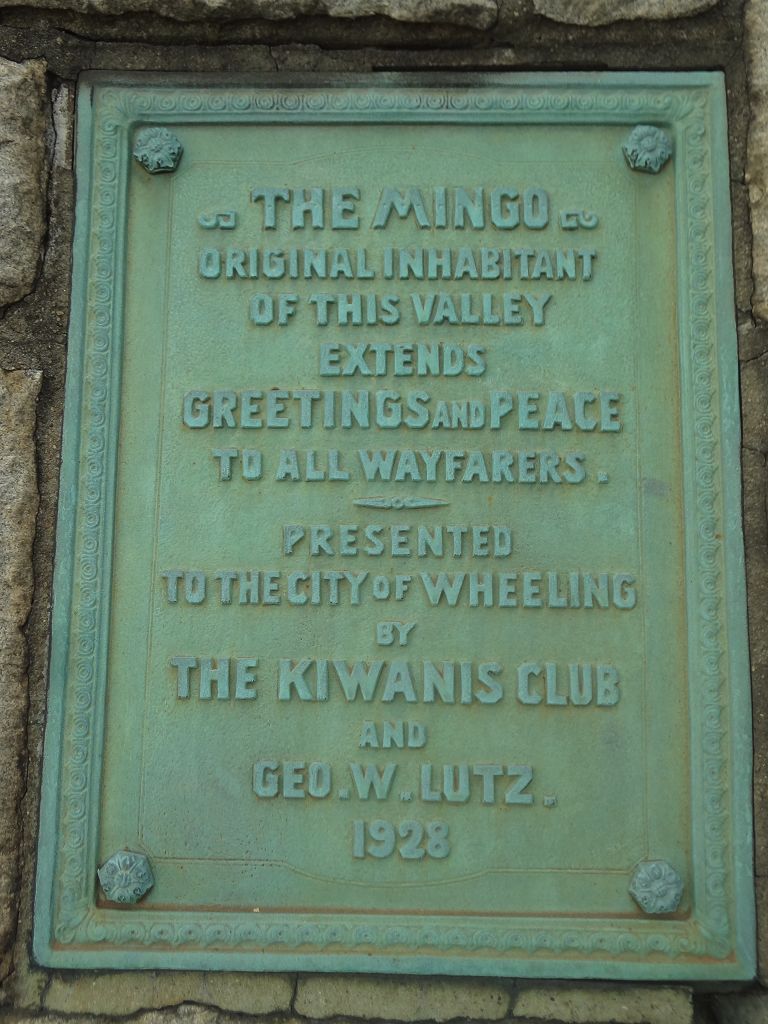 THE MINGO
ORIGINAL INHABITANT
OF THIS VALLEY
EXTENDS
GREETINGS AND PEACE
TO ALL WAYFARERS.
PRESENTED
TO THE CITY OF WHEELING
BY
THE KIWANIS CLUB
AND
GEO. W. LUTZ.
1928